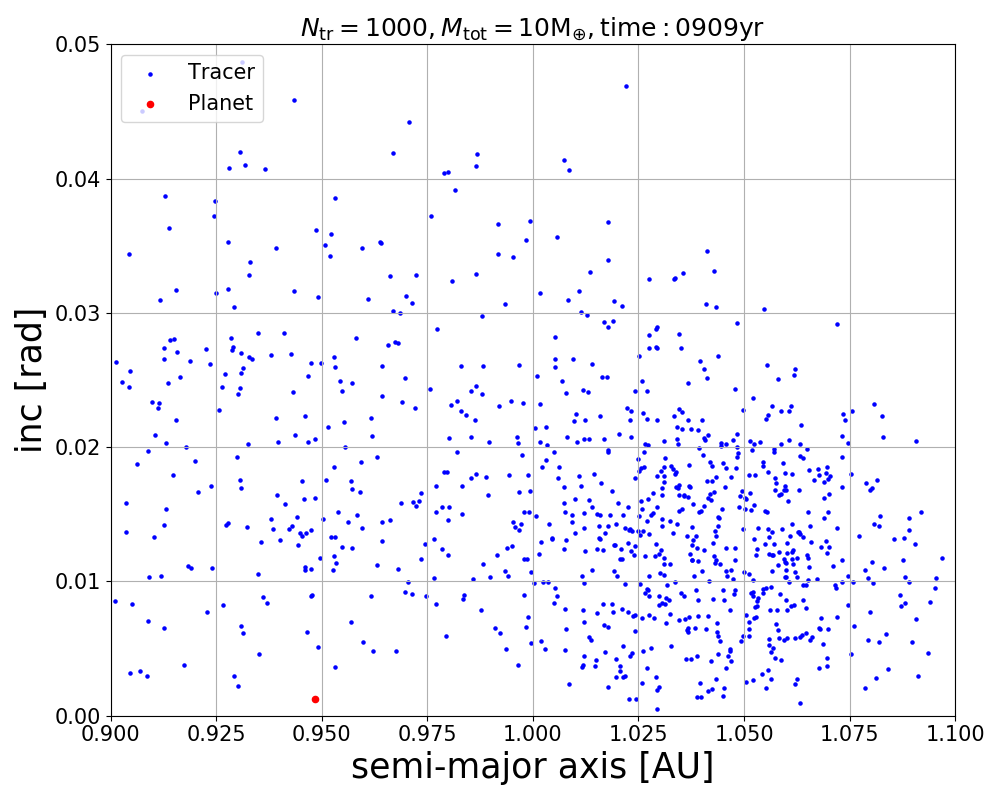 N_tr = 1000, M_tot = 10M_⊕, time : 0909yr
0.05
Tracer
Planet
0.04
0.03
0.02
0.01
0.00
inc [rad]
0.900 0.925 0.950 0.975 1.000 1.025 1.050 1.075 1.100
semi-major axis [AU]